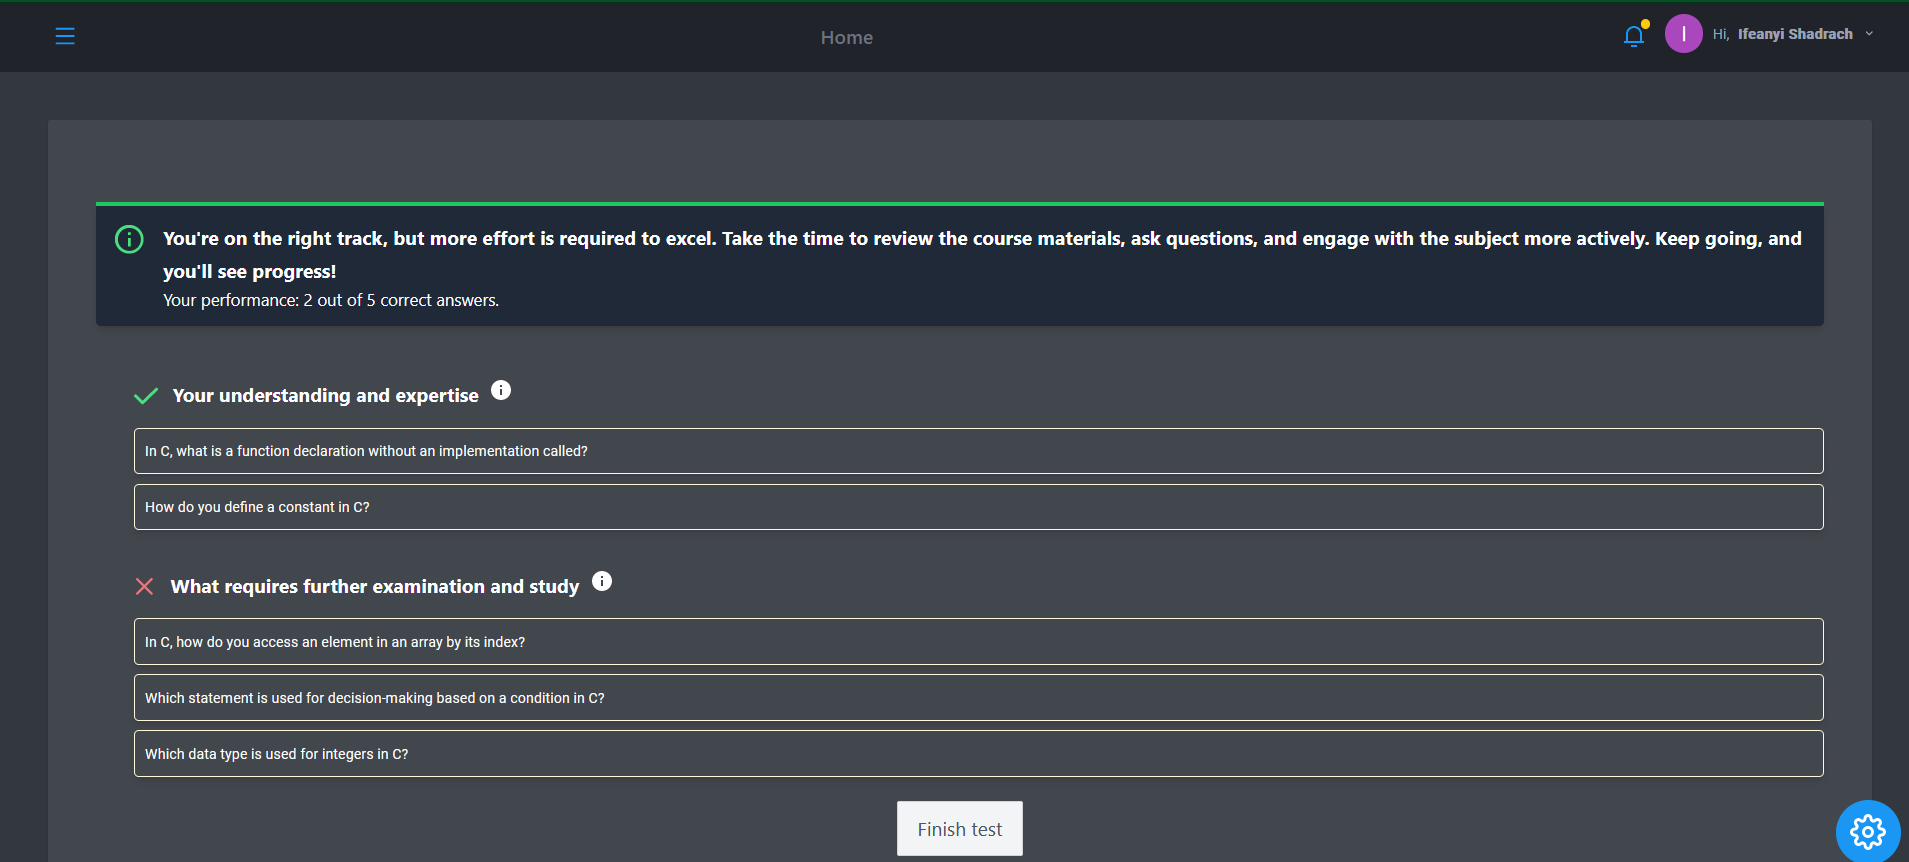 Home
I
Hi, Ifeanyi Shadrach
You're on the right track, but more effort is required to excel. Take the time to review the course materials, ask questions, and engage with the subject more actively. Keep going, and
you'll see progress!
Your performance: 2 out of 5 correct answers.
Your understanding and expertise
In C, what is a function declaration without an implementation called?
How do you define a constant in C?
What requires further examination and study
In C, how do you access an element in an array by its index?
Which statement is used for decision-making based on a condition in C?
Which data type is used for integers in C?
Finish test